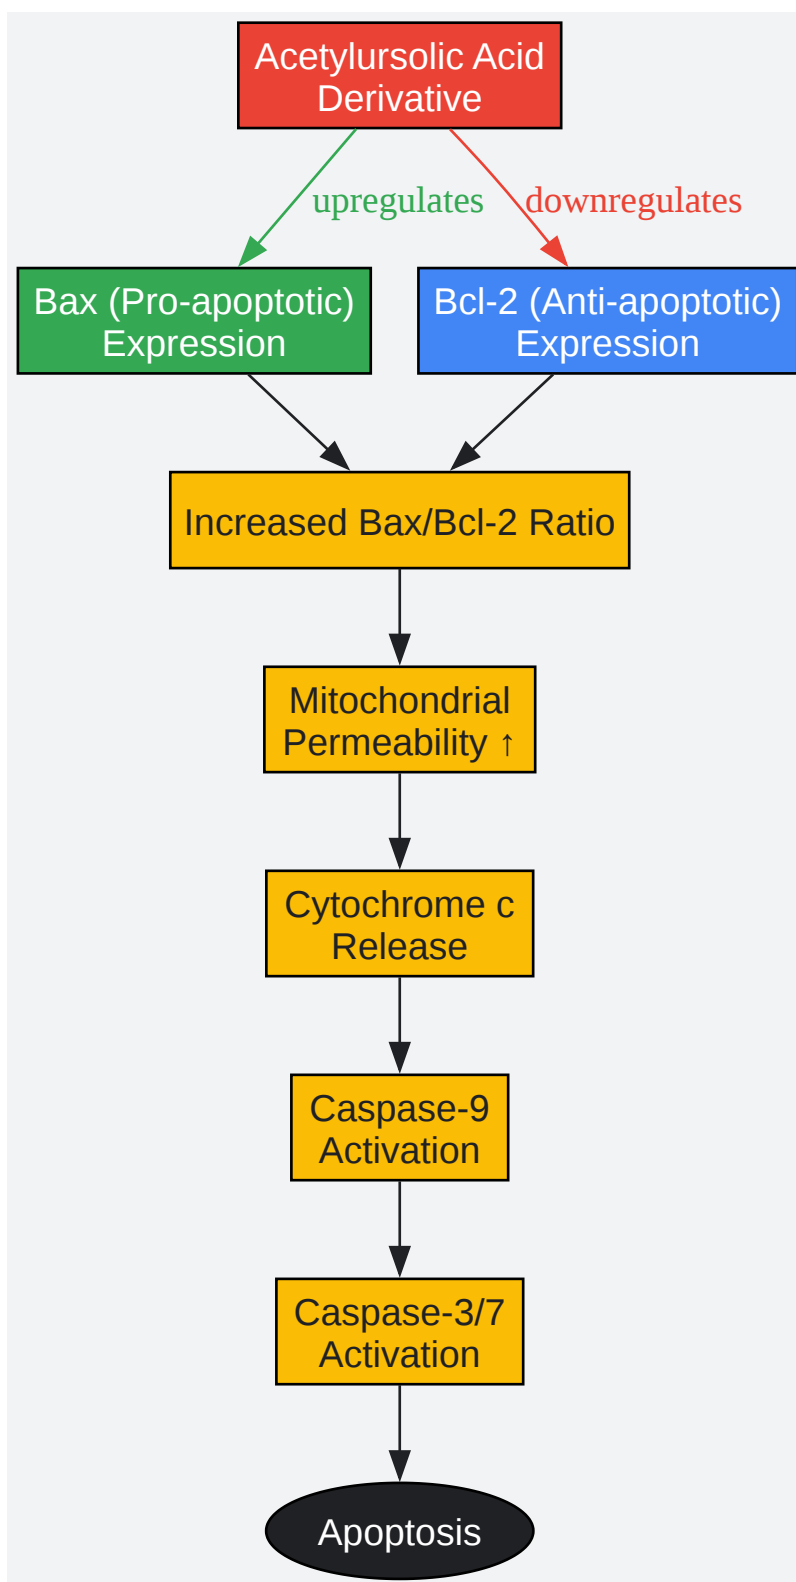 Acetylursolic Acid
Derivative
upregulates
downregulates
Bax (Pro-apoptotic)
Expression
Bcl-2 (Anti-apoptotic)
Expression
Increased Bax/Bcl-2 Ratio
Mitochondrial
Permeability ↑
Cytochrome c
Release
Caspase-9
Activation
Caspase-3/7
Activation
Apoptosis